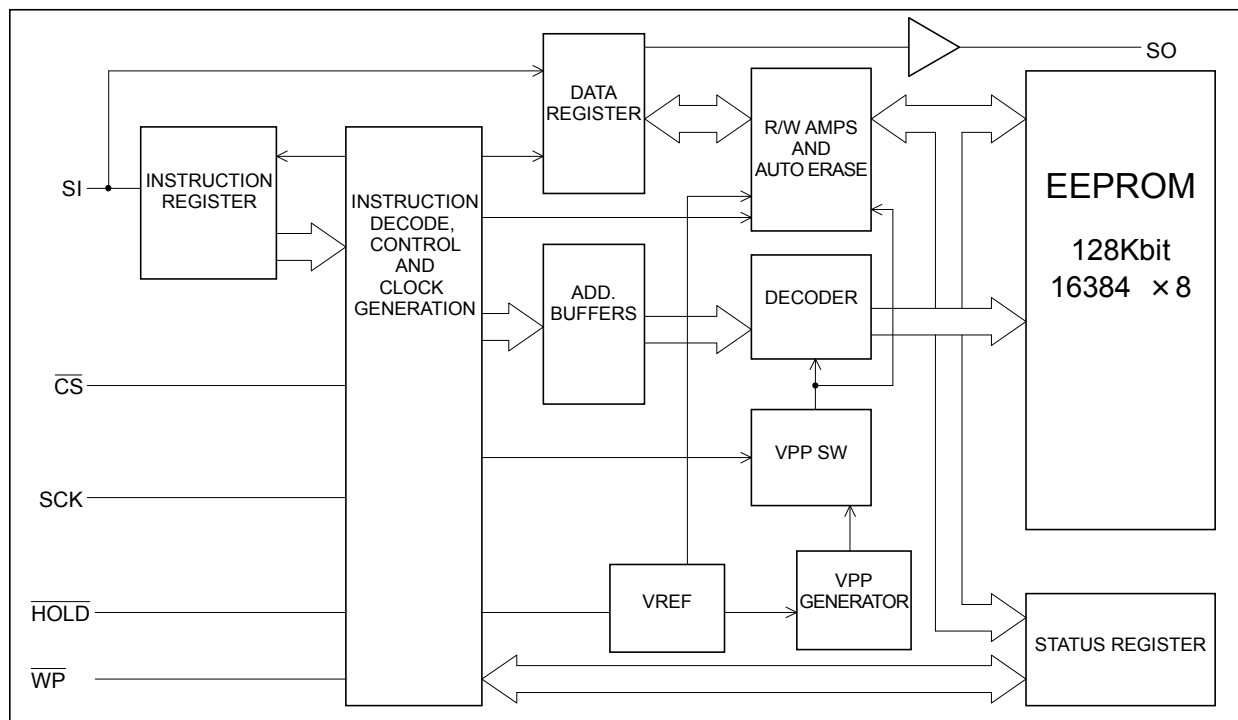 SO
DATA
REGISTER
R/W AMPS
AND
AUTO ERASE
EEPROM
128Kbit
16384 ×8
SI
INSTRUCTION
REGISTER
INSTRUCTION
DECODE,
CONTROL
AND
CLOCK
GENERATION
ADD.
BUFFERS
DECODER
CS
VPP SW
SCK
HOLD
VREF
VPP
GENERATOR
STATUS REGISTER
WP